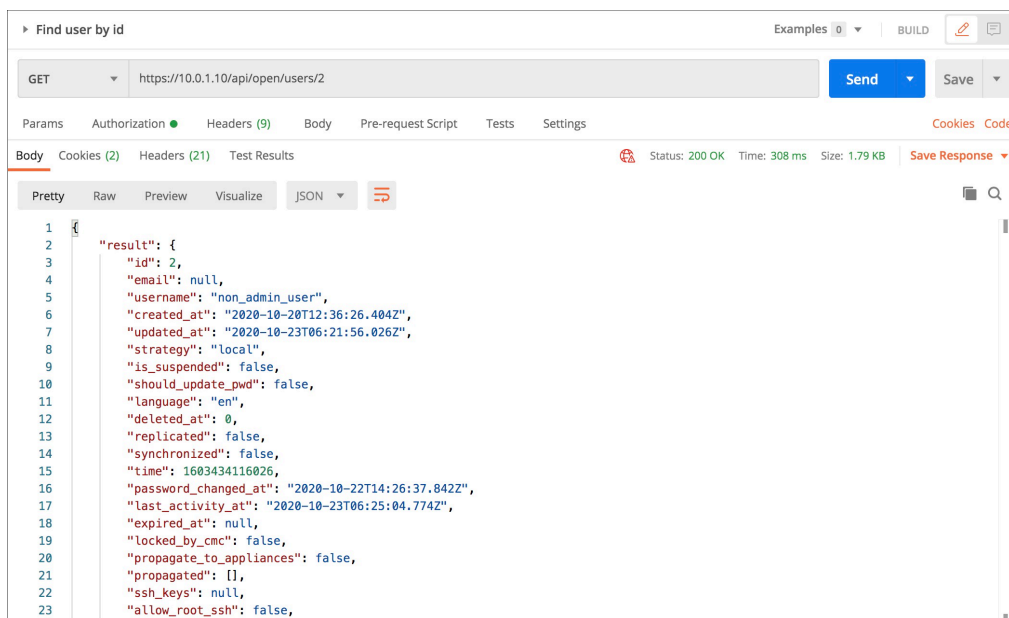 Find user by id Examples 0 BUILD
GET https://10.0.1.10/api/open/users/2 Send Save
Params Authorization Headers (9) Body Pre-request Script Tests Settings Cookies Code
Body Cookies (2) Headers (21) Test Results Status: 200 OK Time: 308 ms Size: 1.79 KB Save Response
Pretty Raw Preview Visualize JSON
1 {
2 "result": {
3 "id": 2,
4 "email": null,
5 "username": "non_admin_user",
6 "created_at": "2020-10-20T12:36:26.404Z",
7 "updated_at": "2020-10-23T06:21:56.026Z",
8 "strategy": "local",
9 "is_suspended": false,
10 "should_update_pwd": false,
11 "language": "en",
12 "deleted_at": 0,
13 "replicated": false,
14 "synchronized": false,
15 "time": 1603434116026,
16 "password_changed_at": "2020-10-22T14:26:37.842Z",
17 "last_activity_at": "2020-10-23T06:25:04.774Z",
18 "expired_at": null,
19 "locked_by_cmc": false,
20 "propagate_to_appliances": false,
21 "propagated": [],
22 "ssh_keys": null,
23 "allow_root_ssh": false,